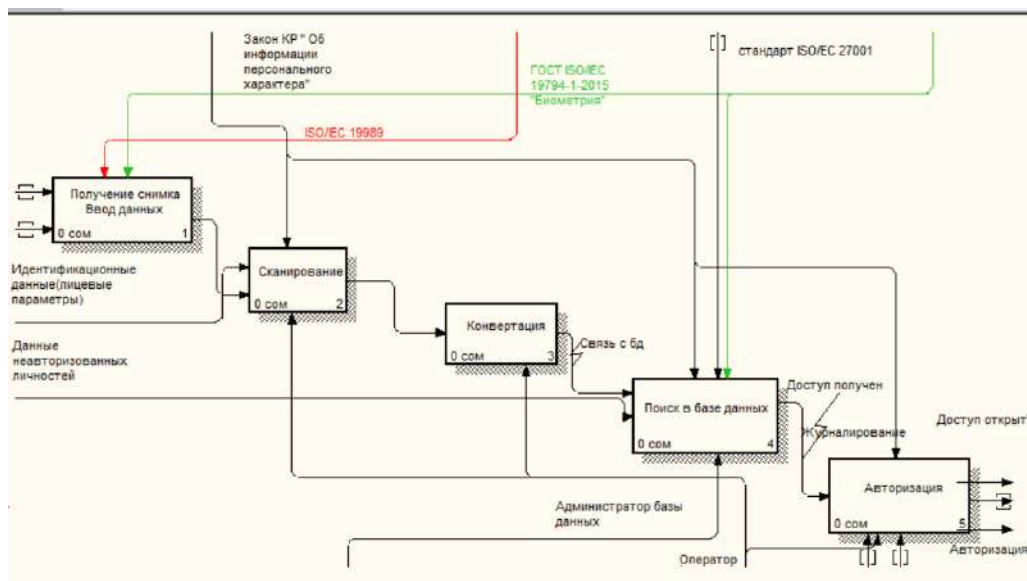 Закон КР " Об
информации
персонального
характера"
стандарт ISO/EC 27001
ГОСТ ISO/IEC
19794-1-2015
"Биометрия"
ISO/EC 19989
Получение снимка
Ввод данных
0 сом 1
Идентификационные
данные(лицевые
параметры)
Сканирование
0 сом 2
Конвертация
0 сом 3
Связь с бд
Данные
неавторизованных
личностей
Поиск в базе данных
0 сом 4
Доступ получен
Журналирование
Доступ открыт
Авторизация
0 сом 5
Администратор базы
данных
Оператор
Авторизация